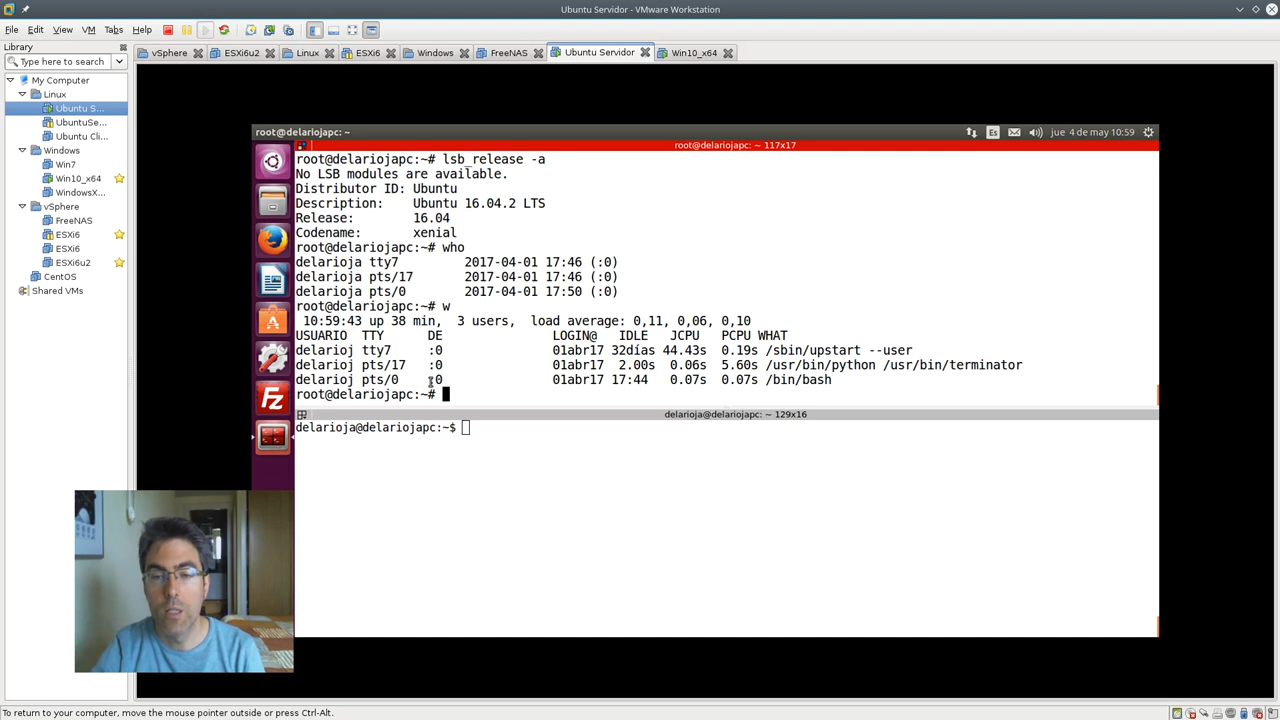 Ubuntu Servidor - VMware Workstation
File Edit View VM Tabs Help
Library
Type here to search
My Computer
Linux
Ubuntu S...
UbuntuSe...
Ubuntu Cli...
Windows
Win7
Win10_x64
WindowsX...
vSphere
FreeNAS
ESXi6
ESXi6
ESXi6u2
CentOS
Shared VMs
vSphere ESXi6u2 Linux ESXi6 Windows FreeNAS Ubuntu Servidor Win10_x64
root@delariojapc: ~ Es jue 4 de may 10:59
root@delariojapc: ~ 117x17
root@delariojapc:~# lsb_release -a
No LSB modules are available.
Distributor ID: Ubuntu
Description: Ubuntu 16.04.2 LTS
Release: 16.04
Codename: xenial
root@delariojapc:~# who
delarioja tty7 2017-04-01 17:46 (:0)
delarioja pts/17 2017-04-01 17:46 (:0)
delarioja pts/0 2017-04-01 17:50 (:0)
root@delariojapc:~# w
10:59:43 up 38 min, 3 users, load average: 0,11, 0,06, 0,10
USUARIO TTY DE LOGIN@ IDLE JCPU PCPU WHAT
delarioj tty7 :0 01abr17 32días 44.43s 0.19s /sbin/upstart --user
delarioj pts/17 :0 01abr17 2.00s 0.06s 5.60s /usr/bin/python /usr/bin/terminator
delarioj pts/0 :0 01abr17 17:44 0.07s 0.07s /bin/bash
root@delariojapc:~#
delarioja@delariojapc: ~ 129x16
delarioja@delariojapc:~$
Fz
To return to your computer, move the mouse pointer outside or press Ctrl-Alt.